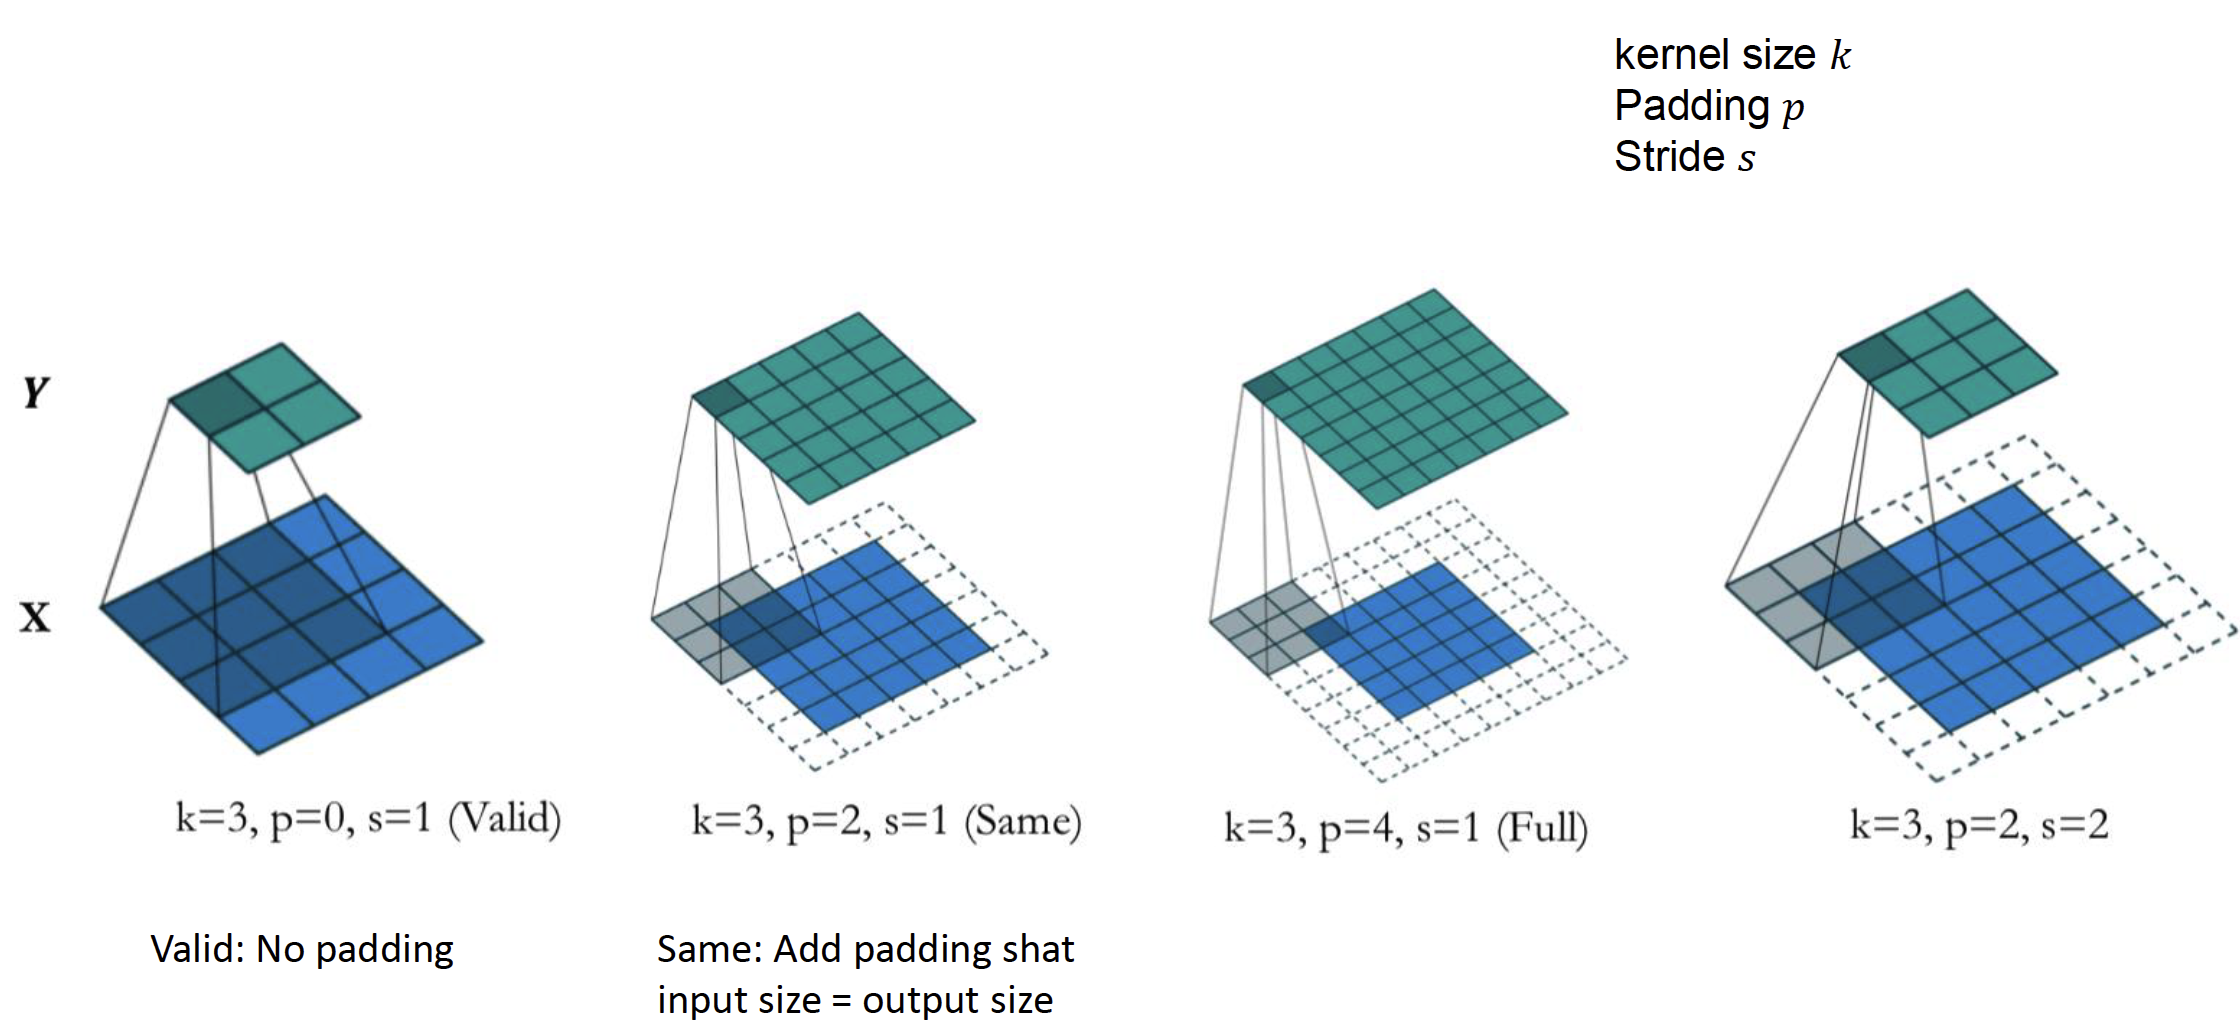 kernel size k
Padding p
Stride s
Y
X
k=3, p=0, s=1 (Valid)
k=3, p=2, s=1 (Same)
k=3, p=4, s=1 (Full)
k=3, p=2, s=2
Valid: No padding
Same: Add padding shat
input size = output size